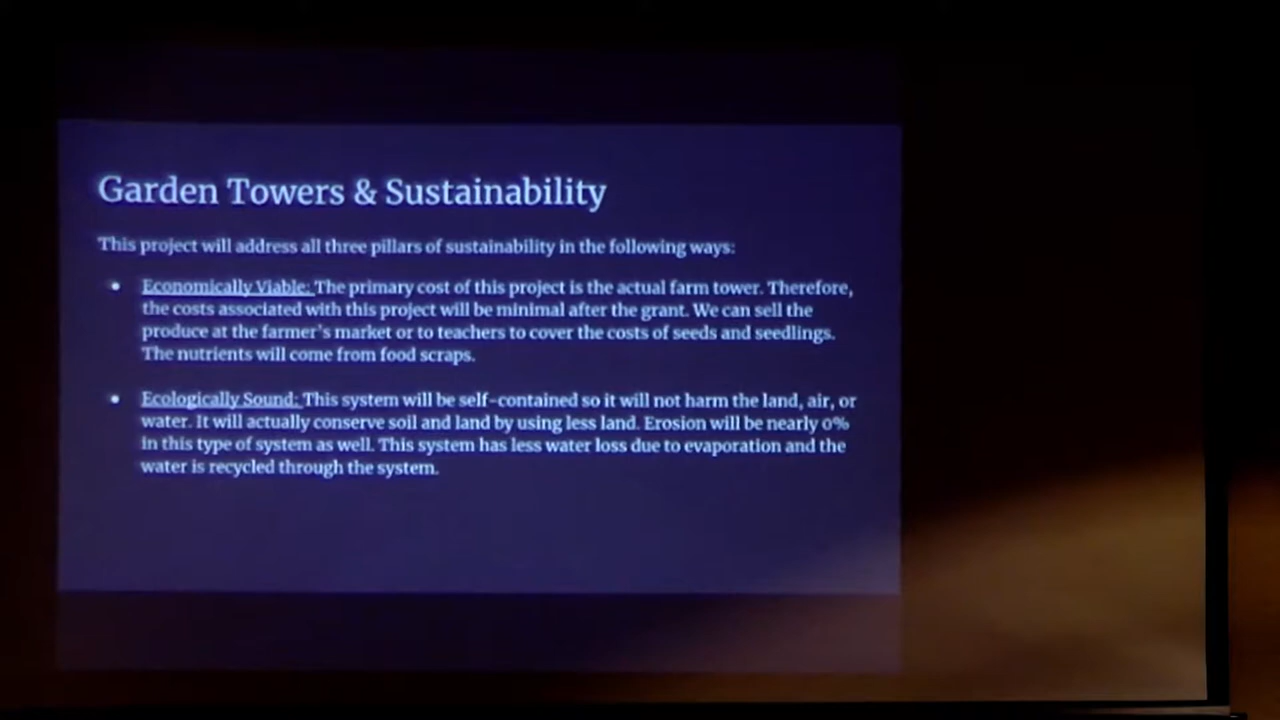 Garden Towers & Sustainability
This project will address all three pillars of sustainability in the following ways:
• Economically Viable: The primary cost of this project is the actual farm tower. Therefore,
the costs associated with this project will be minimal after the grant. We can sell the
produce at the farmer's market or to teachers to cover the costs of seeds and seedlings.
The nutrients will come from food scraps.
• Ecologically Sound: This system will be self-contained so it will not harm the land, air, or
water. It will actually conserve soil and land by using less land. Erosion will be nearly 0%
in this type of system as well. This system has less water loss due to evaporation and the
water is recycled through the system.